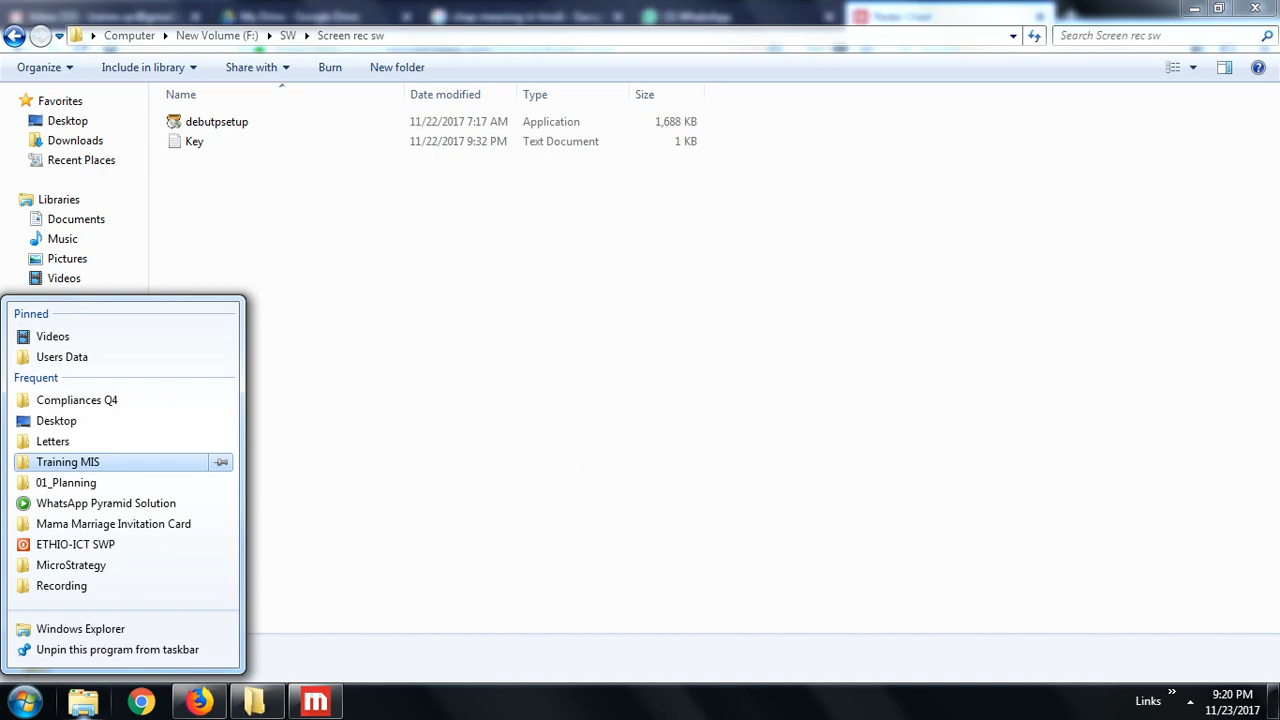 Computer
New Volume (F:)
SW
Screen rec sw
Search Screen rec sw
Organize
Include in library
Share with
Burn
New folder
Name
Date modified
Type
Size
Favorites
Desktop
Downloads
Recent Places
Libraries
Documents
Music
Pictures
Videos
debutpsetup
11/22/2017 7:17 AM
Application
1,688 KB
Key
11/22/2017 9:32 PM
Text Document
1 KB
Pinned
Videos
Users Data
Frequent
Compliances Q4
Desktop
Letters
Training MIS
01_Planning
WhatsApp Pyramid Solution
Mama Marriage Invitation Card
ETHIO-ICT SWP
MicroStrategy
Recording
Windows Explorer
Unpin this program from taskbar
Links
9:20 PM
11/23/2017